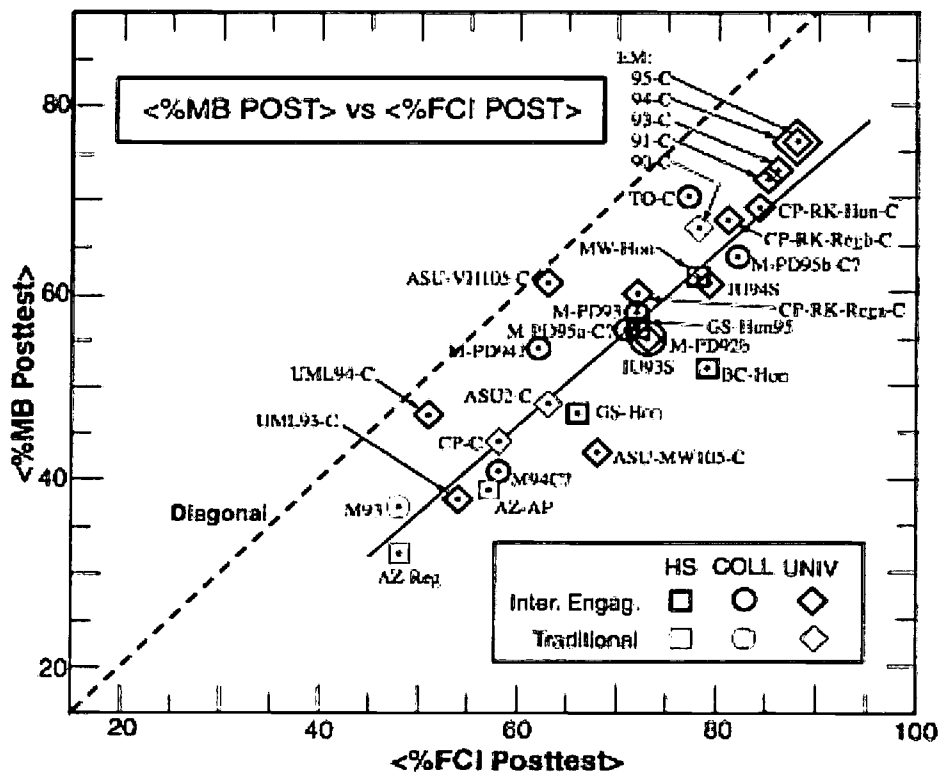 EM:
95-C
94-C
93-C
91-C
90-C
<%MB POST> vs <%FCI POST>
80
TO-C
CP-RK-Hon-C
CP-RK-Regb-C
MW-Hon
M-PD95b-C?
ASU-VH105-C
IU94S
60
M-PD93
CP-RK-Rega-C
M-PD95a-C?
GS-Hon95
M-PD94J
M-PD92b
IU93S
BC-Hon
UML94-C
ASU2-C
GS-Hon
UML93-C
CP-C
ASU-MW105-C
40
M94C?
AZ-AP
M93
Diagonal
AZ-Reg
HS COLL UNIV
Inter. Engag.
Traditional
20
20 40 60 80 100
<%FCI Posttest>
<%MB Posttest>